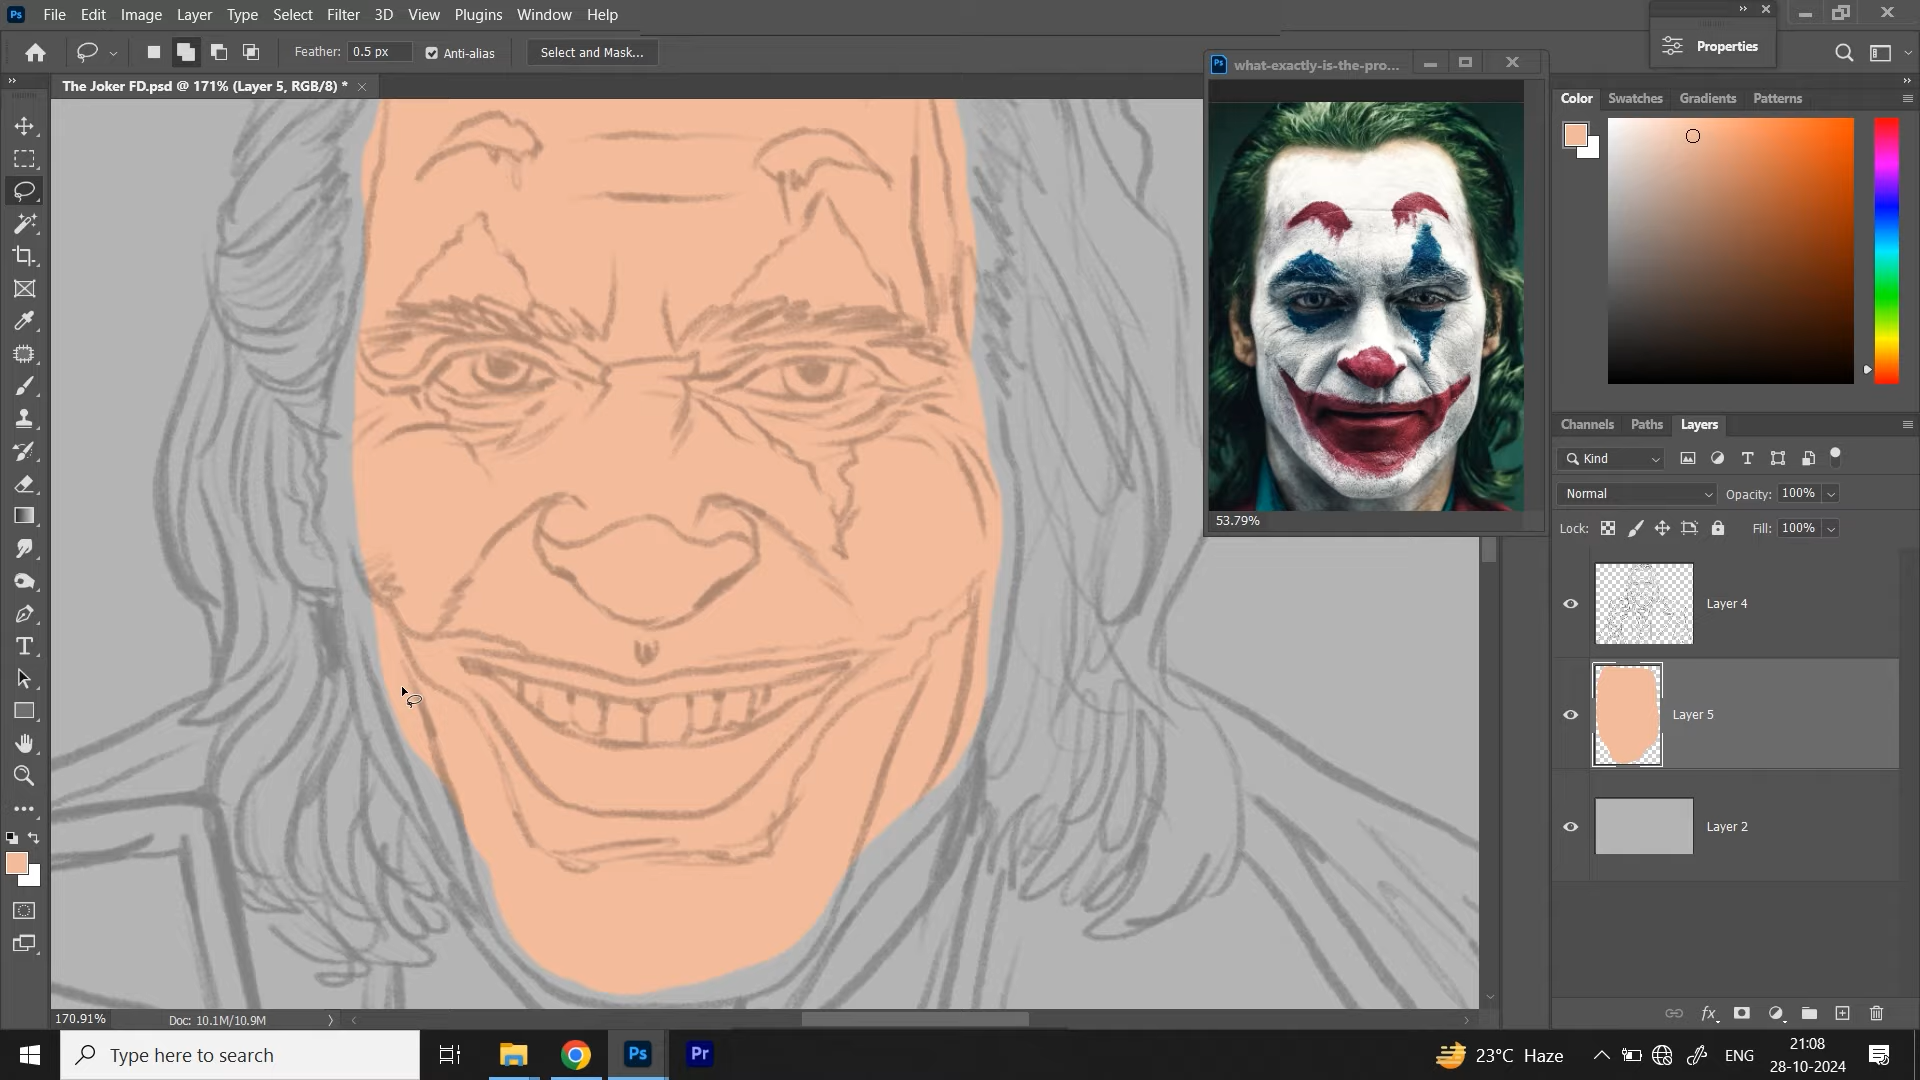 Ps File Edit Image Layer Type Select Filter 3D View Plugins Window Help
Properties
Feather: 0.5 px Anti-alias Select and Mask...
what-exactly-is-the-pro...
The Joker FD.psd @ 171% (Layer 5, RGB/8) *
Color Swatches Gradients Patterns
Channels Paths Layers
Kind
Normal Opacity: 100%
Lock: Fill: 100%
53.79%
Layer 4
Layer 5
Layer 2
170.91% Doc: 10.1M/10.9M
fx
Type here to search
Ps
Pr
23°C Haze
ENG
21:08
28-10-2024